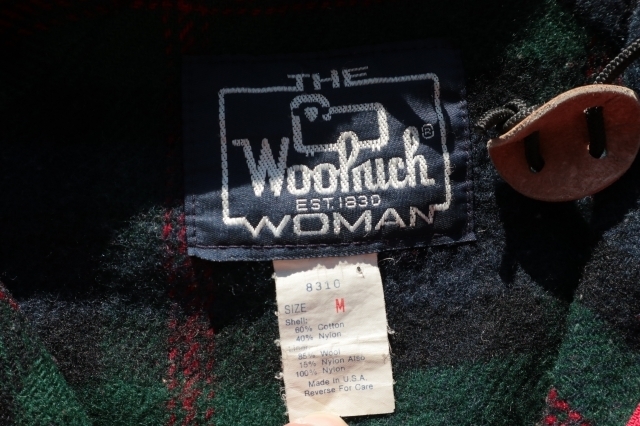 THE
Woolrich®
EST. 1830
WOMAN
8310
SIZE M
Shell:
60% Cotton
40% Nylon
85% Wool
15% Nylon Also
100% Nylon
Made in U.S.A.
Reverse For Care